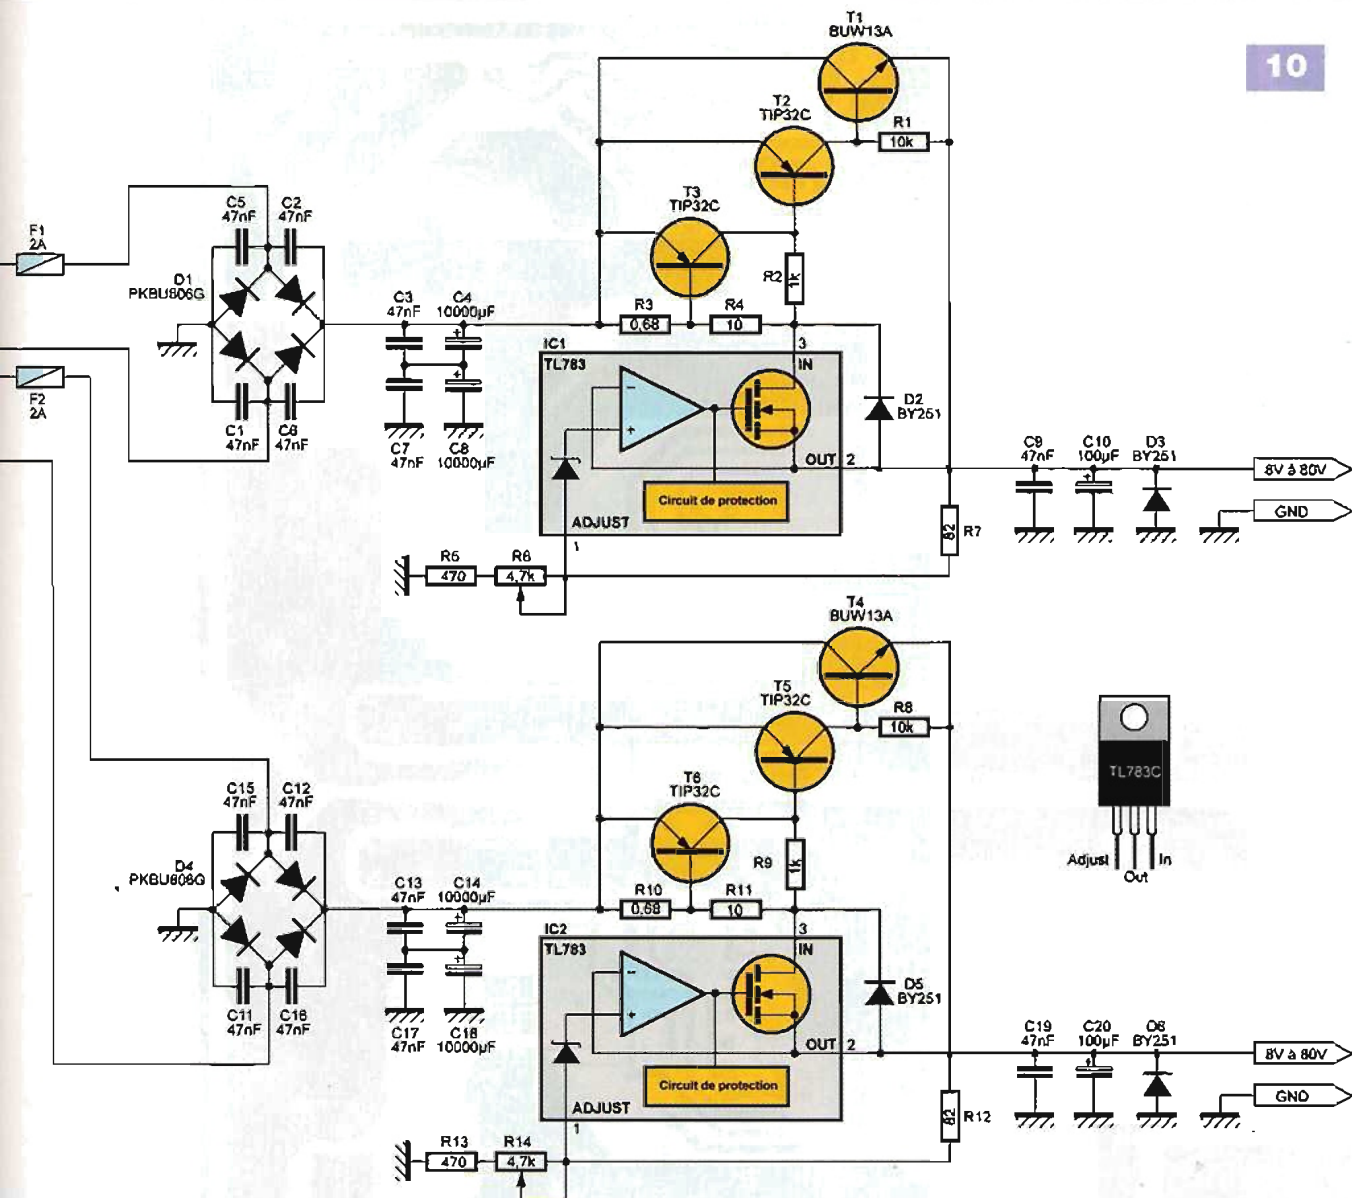 10
T1
BUW13A
T2
TIP32C
R1
10k
T3
TIP32C
R2
1k
C5
47nF
C2
47nF
F1
2A
D1
PKBU806G
C3
47nF
C4
10000µF
R3
0,68
R4
10
IC1
TL783
3
IN
D2
BY251
F2
2A
C1
47nF
C6
47nF
C7
47nF
C8
10000µF
OUT
2
Circuit de protection
ADJUST
1
C9
47nF
C10
100µF
D3
BY251
8V à 80V
GND
82
R7
R5
470
R6
4,7k
T4
BUW13A
T5
TIP32C
R8
10k
T6
TIP32C
R9
1k
TL783C
Adjust
Out
In
C15
47nF
C12
47nF
D4
PKBU806G
C13
47nF
C14
10000µF
R10
0,68
R11
10
IC2
TL783
3
IN
D5
BY251
C11
47nF
C16
47nF
C17
47nF
C18
10000µF
OUT
2
Circuit de protection
ADJUST
1
C19
47nF
C20
100µF
D6
BY251
8V à 80V
GND
82
R12
R13
470
R14
4,7k